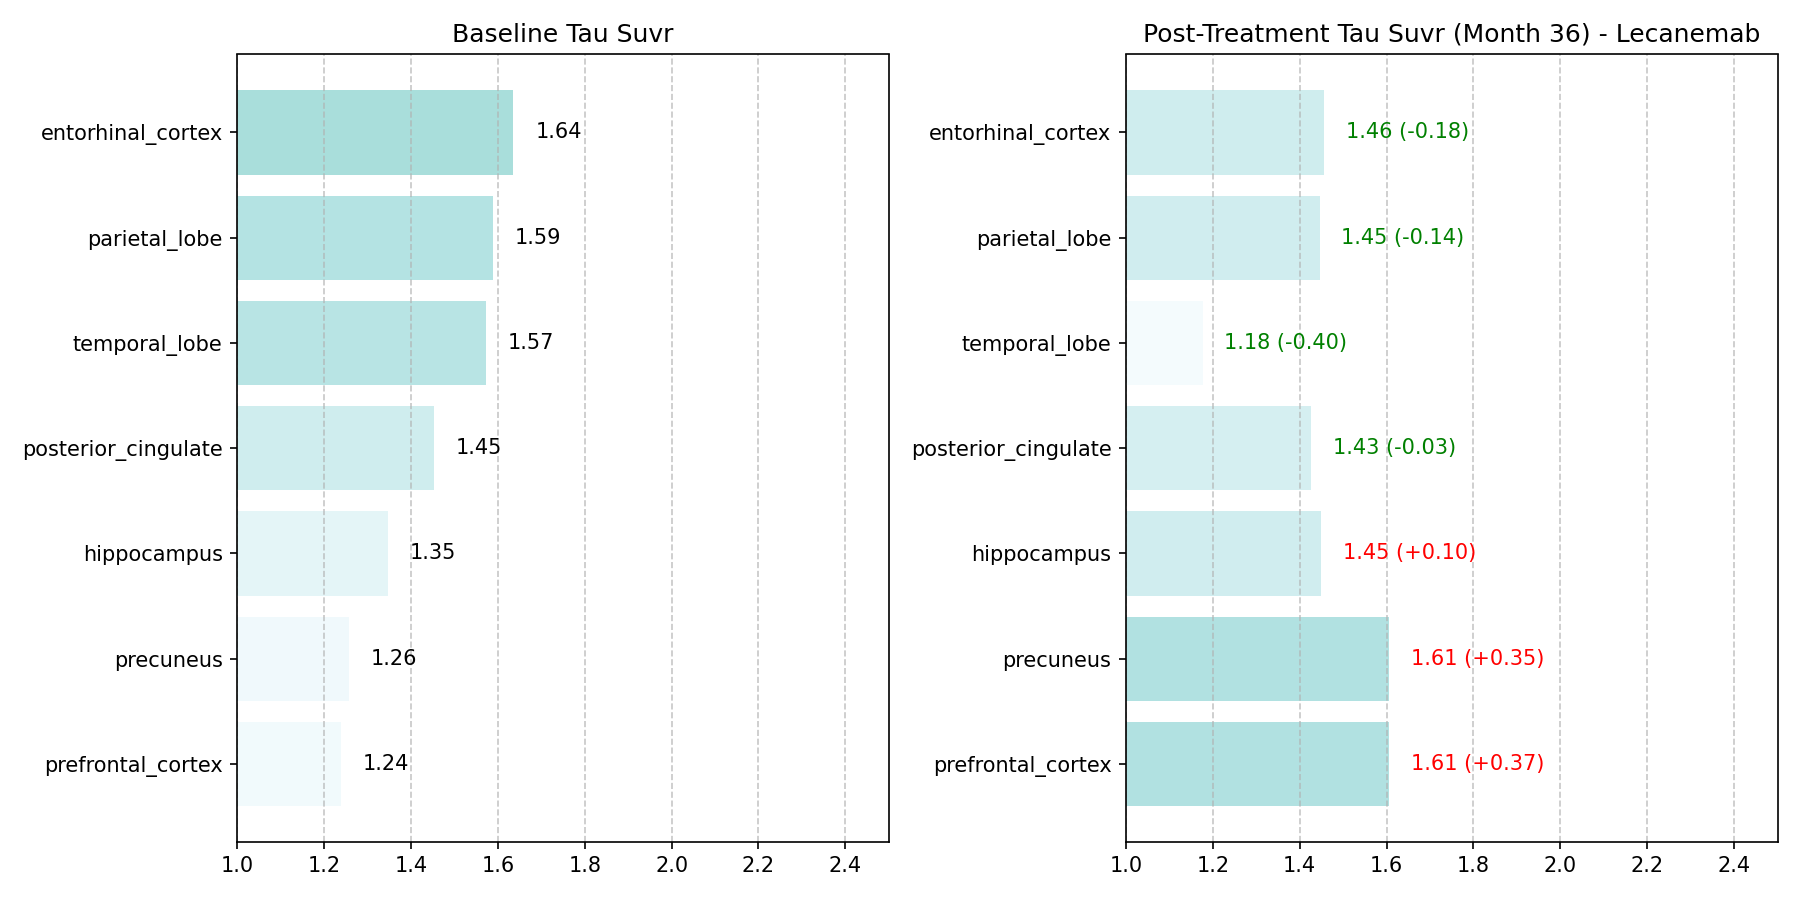 Baseline Tau Suvr
entorhinal_cortex
1.64
parietal_lobe
1.59
temporal_lobe
1.57
posterior_cingulate
1.45
hippocampus
1.35
precuneus
1.26
prefrontal_cortex
1.24
1.0 1.2 1.4 1.6 1.8 2.0 2.2 2.4
Post-Treatment Tau Suvr (Month 36) - Lecanemab
entorhinal_cortex
1.46 (-0.18)
parietal_lobe
1.45 (-0.14)
temporal_lobe
1.18 (-0.40)
posterior_cingulate
1.43 (-0.03)
hippocampus
1.45 (+0.10)
precuneus
1.61 (+0.35)
prefrontal_cortex
1.61 (+0.37)
1.0 1.2 1.4 1.6 1.8 2.0 2.2 2.4